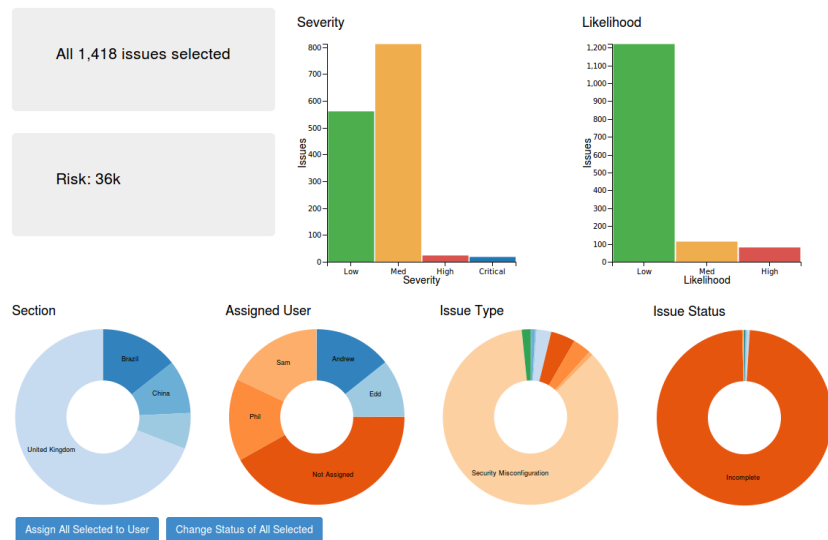 All 1,418 issues selected
Risk: 36k
Severity
800
700
600
500
400
300
200
100
0
Issues
Low Med High Critical
Severity
Likelihood
1,200
1,100
1,000
900
800
700
600
500
400
300
200
100
0
Issues
Low Med High
Likelihood
Section
Brazil
China
United Kingdom
Assigned User
Sam
Andrew
Edd
Phil
Not Assigned
Issue Type
Security Misconfiguration
Issue Status
Incomplete
Assign All Selected to User
Change Status of All Selected